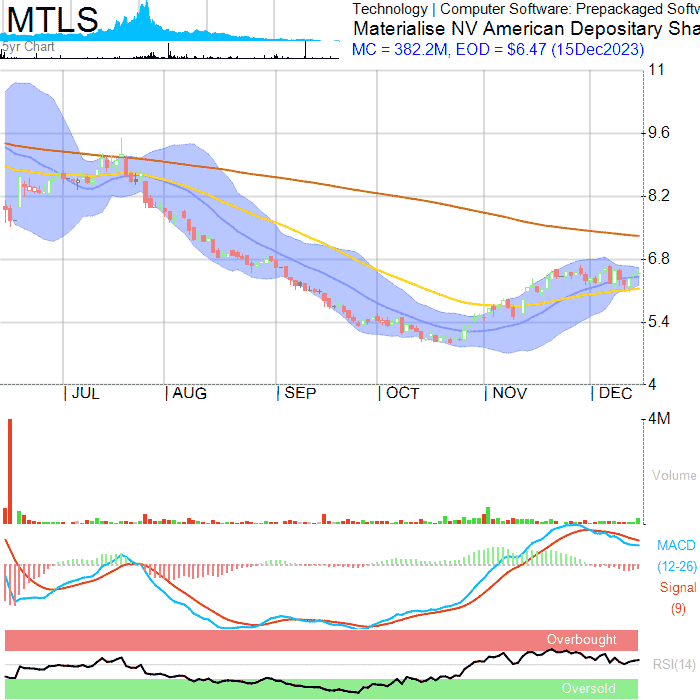 MTLS
5yr Chart
Technology | Computer Software: Prepackaged Softw
Materialise NV American Depositary Sha
MC = 382.2M, EOD = $6.47 (15Dec2023)
11
9.6
8.2
6.8
5.4
4
JUL AUG SEP OCT NOV DEC
4M
Volume
MACD
(12-26)
Signal
(9)
Overbought
RSI(14)
Oversold